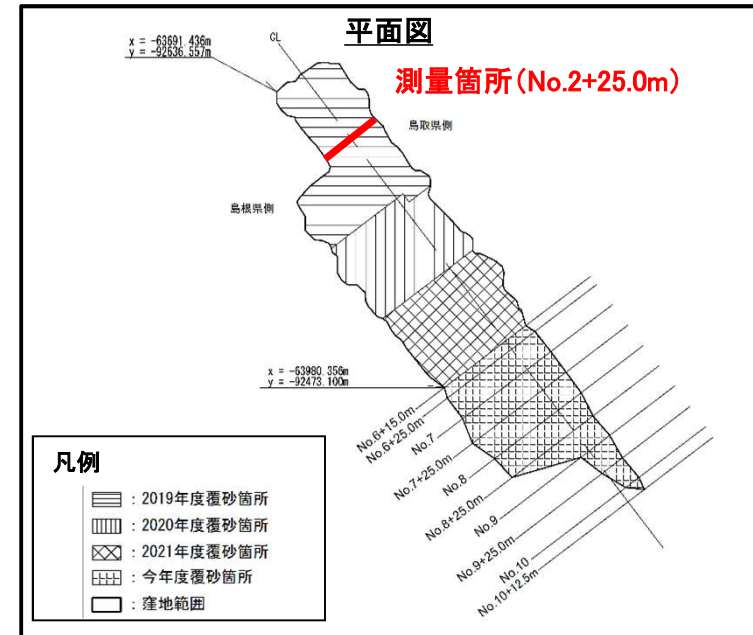 平面図
x = -63691.436m
y = -92636.557m
CL
測量箇所(No.2+25.0m)
鳥取県側
島根県側
x = -63980.356m
y = -92473.100m
No.6+15.0m
No.6+25.0m
No.7
No.7+25.0m
No.8
No.8+25.0m
No.9
No.9+25.0m
No.10
No.10+12.5m
凡例
：2019年度覆砂箇所
：2020年度覆砂箇所
：2021年度覆砂箇所
：今年度覆砂箇所
：窪地範囲